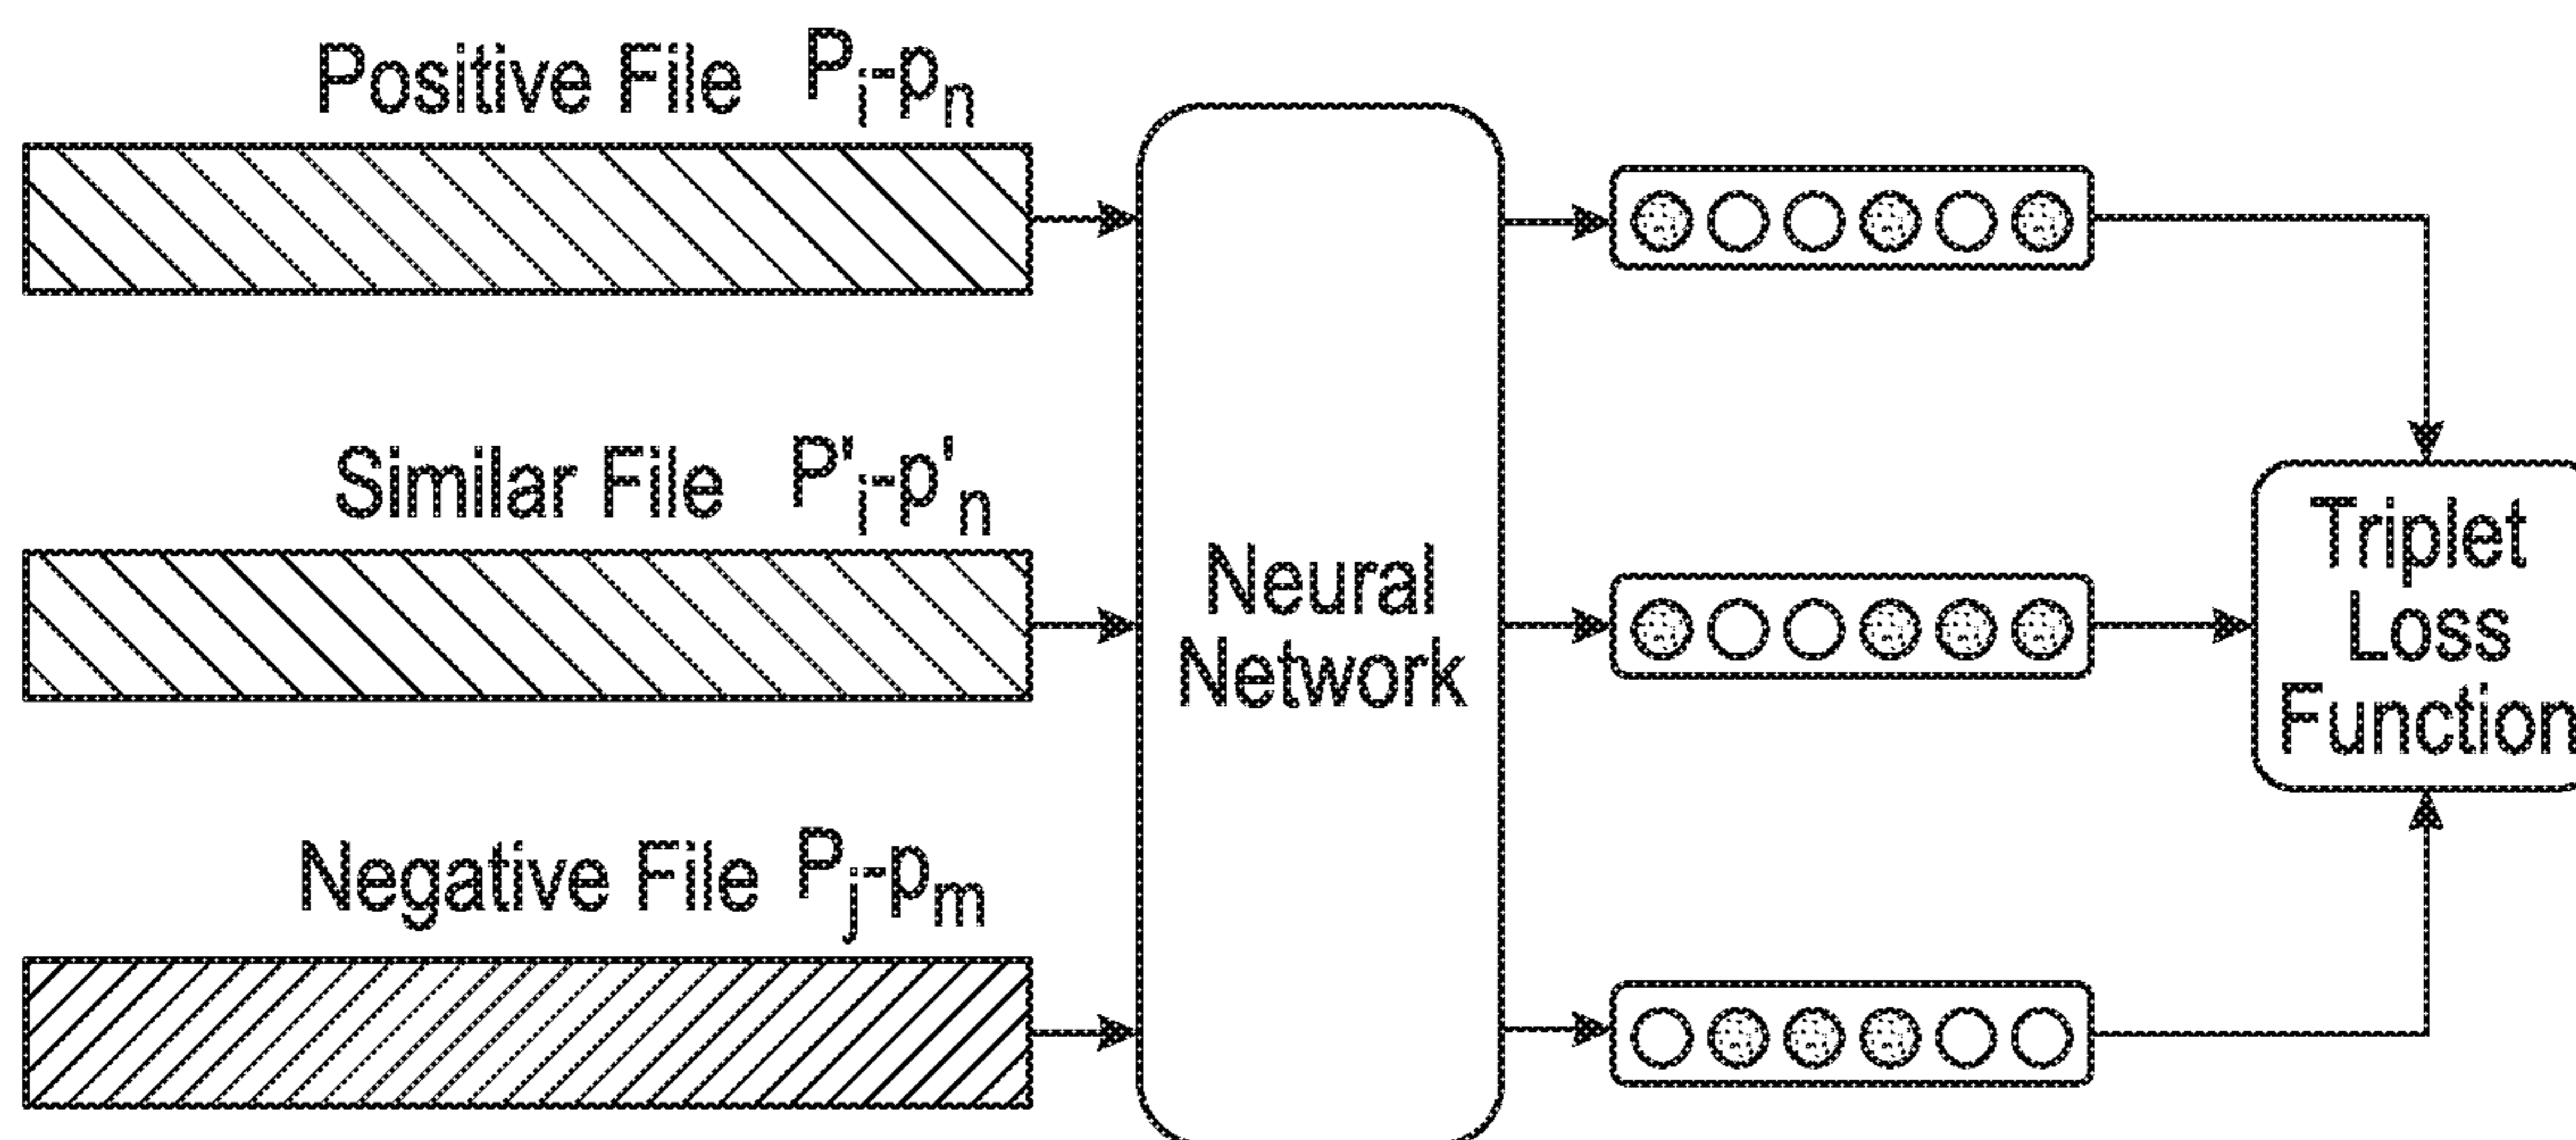 Positive File P_i-p_n
Similar File P'_i-p'_n
Neural
Network
Triplet
Loss
Function
Negative File P_j-p_m